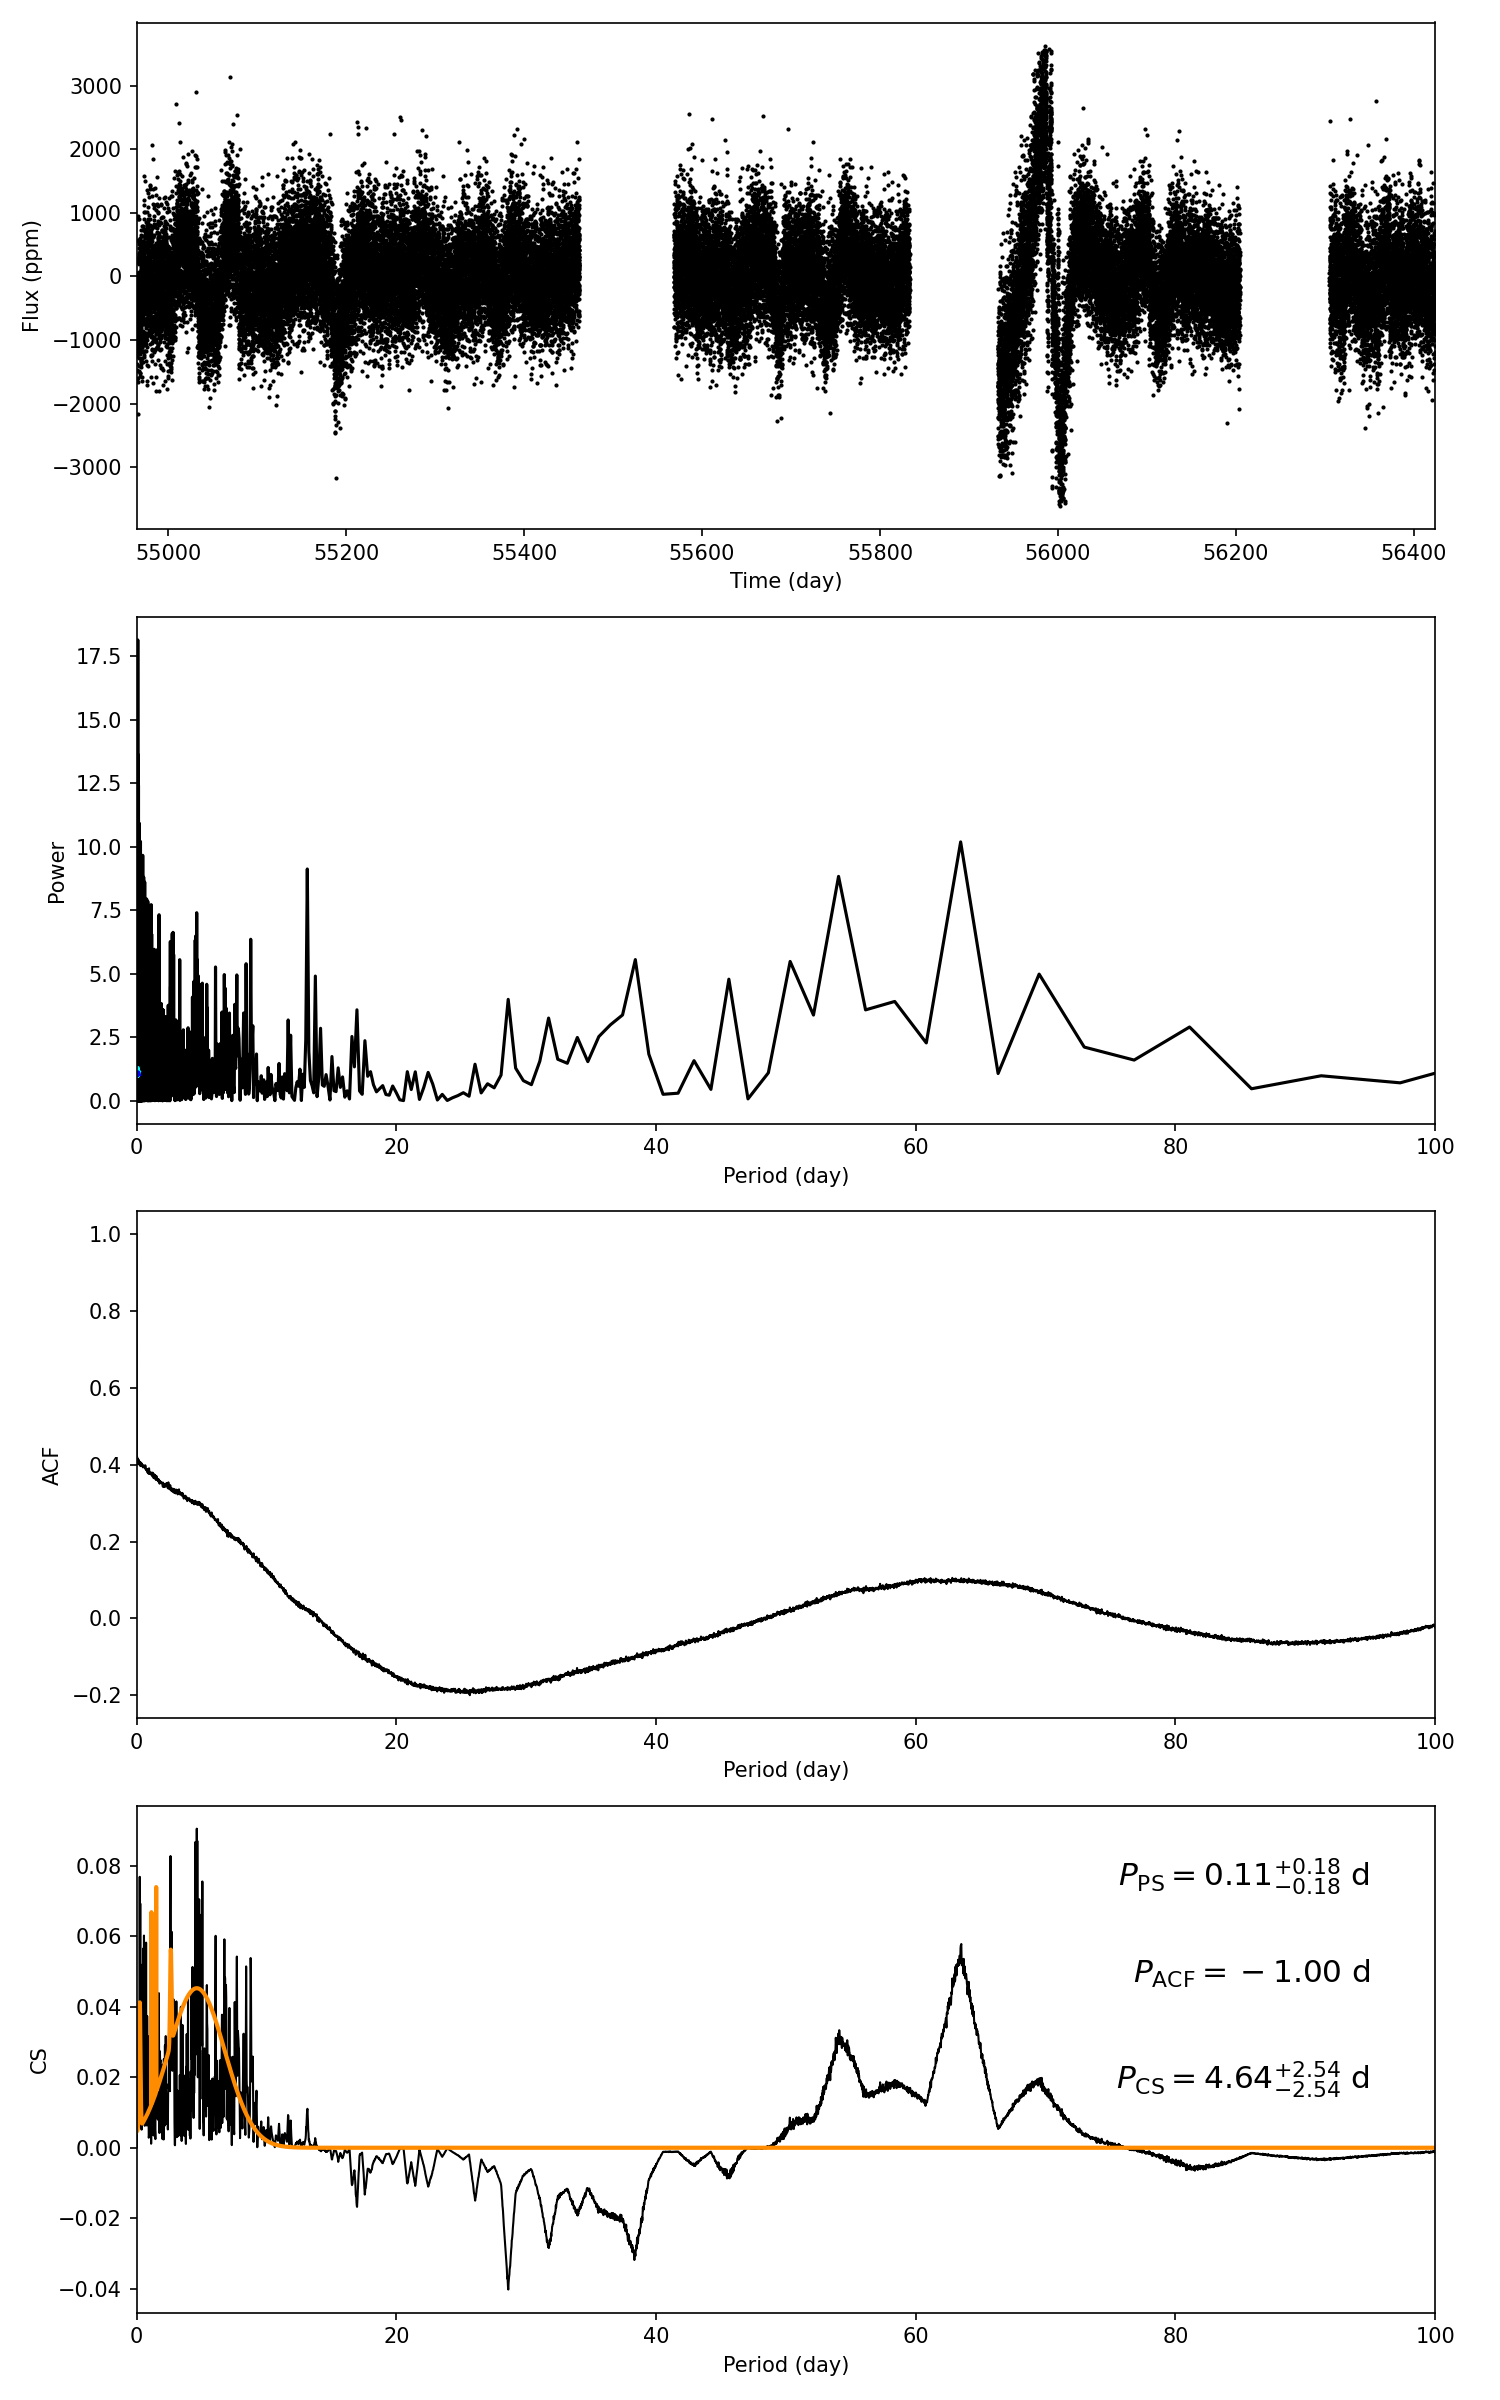 3000
2000
1000
0
−1000
−2000
−3000
Flux (ppm)
55000 55200 55400 55600 55800 56000 56200 56400
Time (day)
17.5
15.0
12.5
10.0
7.5
5.0
2.5
0.0
Power
0 20 40 60 80 100
Period (day)
1.0
0.8
0.6
0.4
0.2
0.0
−0.2
ACF
0 20 40 60 80 100
Period (day)
0.08
0.06
0.04
0.02
0.00
−0.02
−0.04
CS
P_PS = 0.11^{+0.18}_{−0.18} d
P_ACF = −1.00 d
P_CS = 4.64^{+2.54}_{−2.54} d
0 20 40 60 80 100
Period (day)